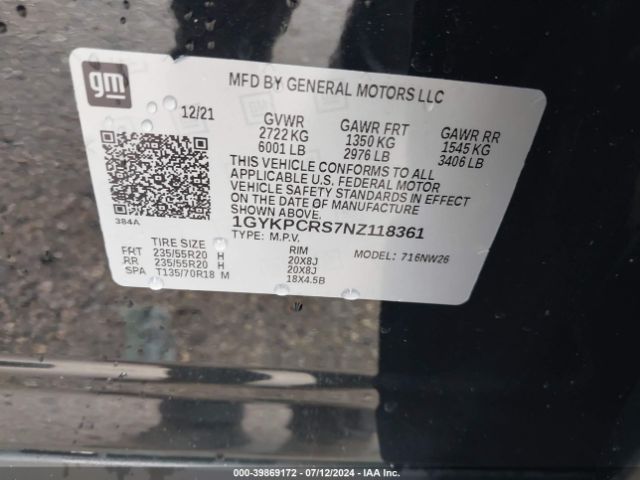 gm
MFD BY GENERAL MOTORS LLC
12/21
GVWR GAWR FRT GAWR RR
2722 KG 1350 KG 1545 KG
6001 LB 2976 LB 3406 LB
THIS VEHICLE CONFORMS TO ALL
APPLICABLE U.S. FEDERAL MOTOR
VEHICLE SAFETY STANDARDS IN EFFECT
ON THE DATE OF MANUFACTURE
SHOWN ABOVE.
384A
1GYKPCRS7NZ118361
TYPE: M.P.V. MODEL: 716NW26
TIRE SIZE RIM
FRT 235/55R20 H 20X8J
RR 235/55R20 H 20X8J
SPA T135/70R18 M 18X4.5B
000-39869172 - 07/12/2024 - IAA Inc.